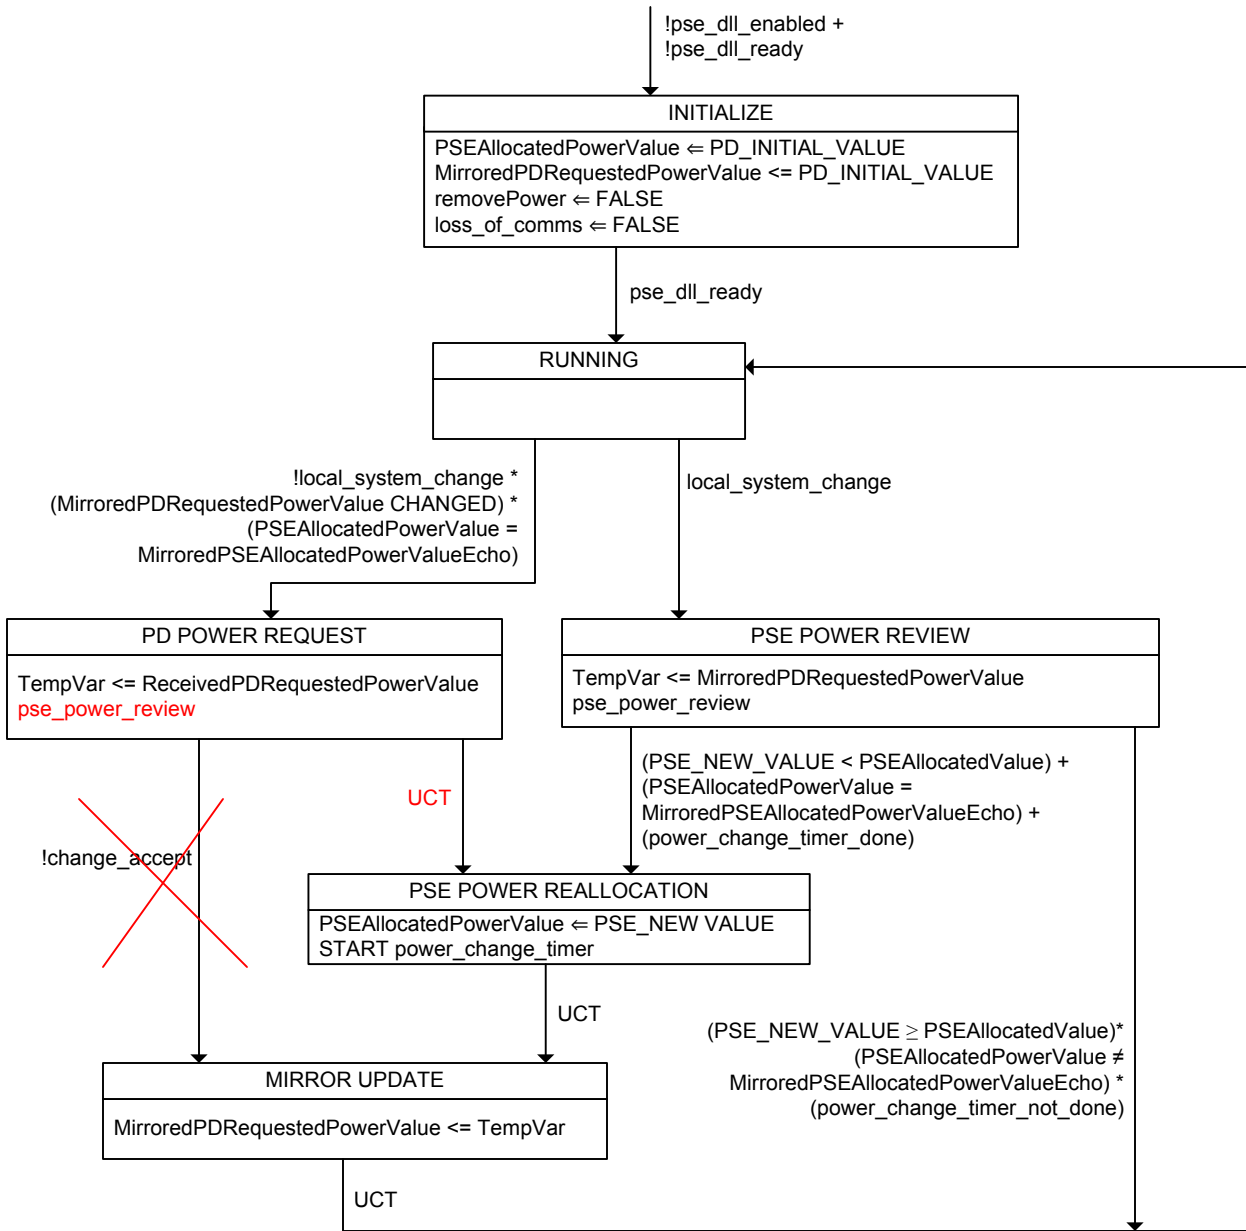 !pse_dll_enabled +
!pse_dll_ready
INITIALIZE
PSEAllocatedPowerValue ⇐ PD_INITIAL_VALUE
MirroredPDRequestedPowerValue <= PD_INITIAL_VALUE
removePower ⇐ FALSE
loss_of_comms ⇐ FALSE
pse_dll_ready
RUNNING
!local_system_change *
(MirroredPDRequestedPowerValue CHANGED) *
(PSEAllocatedPowerValue =
MirroredPSEAllocatedPowerValueEcho)
local_system_change
PD POWER REQUEST
TempVar <= ReceivedPDRequestedPowerValue
pse_power_review
PSE POWER REVIEW
TempVar <= MirroredPDRequestedPowerValue
pse_power_review
!change_accept
UCT
(PSE_NEW_VALUE < PSEAllocatedValue) +
(PSEAllocatedPowerValue =
MirroredPSEAllocatedPowerValueEcho) +
(power_change_timer_done)
PSE POWER REALLOCATION
PSEAllocatedPowerValue ⇐ PSE_NEW VALUE
START power_change_timer
UCT
(PSE_NEW_VALUE ≥ PSEAllocatedValue)*
(PSEAllocatedPowerValue ≠
MirroredPSEAllocatedPowerValueEcho) *
(power_change_timer_not_done)
MIRROR UPDATE
MirroredPDRequestedPowerValue <= TempVar
UCT